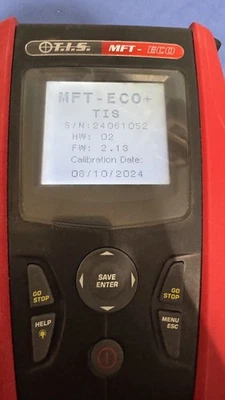 T.I.S. MFT - ECO
MFT-ECO+
TIS
S/N:24061052
HW: 02
FW: 2.13
Calibration Date:
08/10/2024
GO
STOP
SAVE
ENTER
GO
STOP
HELP
MENU
ESC